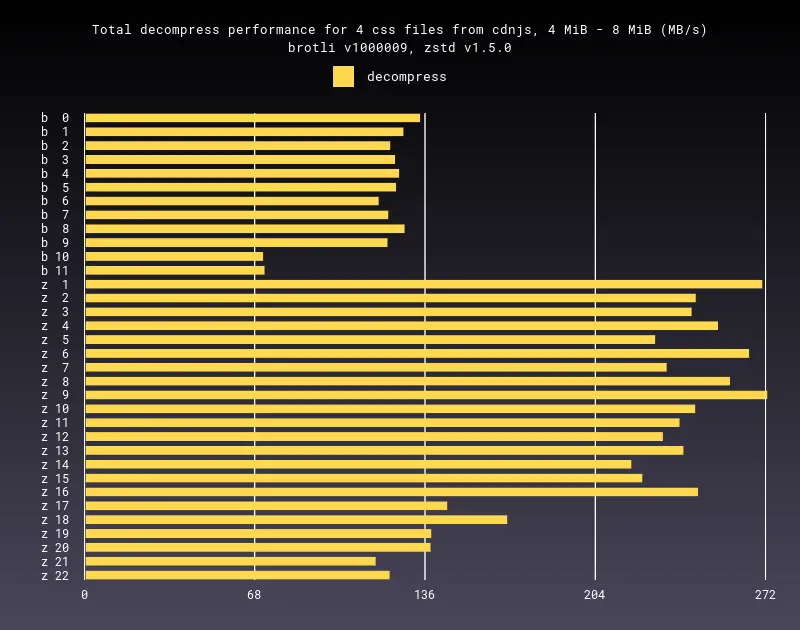 Total decompress performance for 4 css files from cdnjs, 4 MiB - 8 MiB (MB/s)
brotli v1000009, zstd v1.5.0
decompress
b 0
b 1
b 2
b 3
b 4
b 5
b 6
b 7
b 8
b 9
b 10
b 11
z 1
z 2
z 3
z 4
z 5
z 6
z 7
z 8
z 9
z 10
z 11
z 12
z 13
z 14
z 15
z 16
z 17
z 18
z 19
z 20
z 21
z 22
0 68 136 204 272